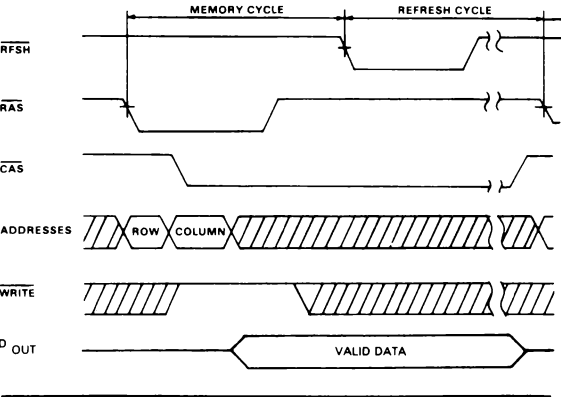 MEMORY CYCLE
REFRESH CYCLE
RFSH
RAS
CAS
ADDRESSES
ROW
COLUMN
WRITE
D OUT
VALID DATA